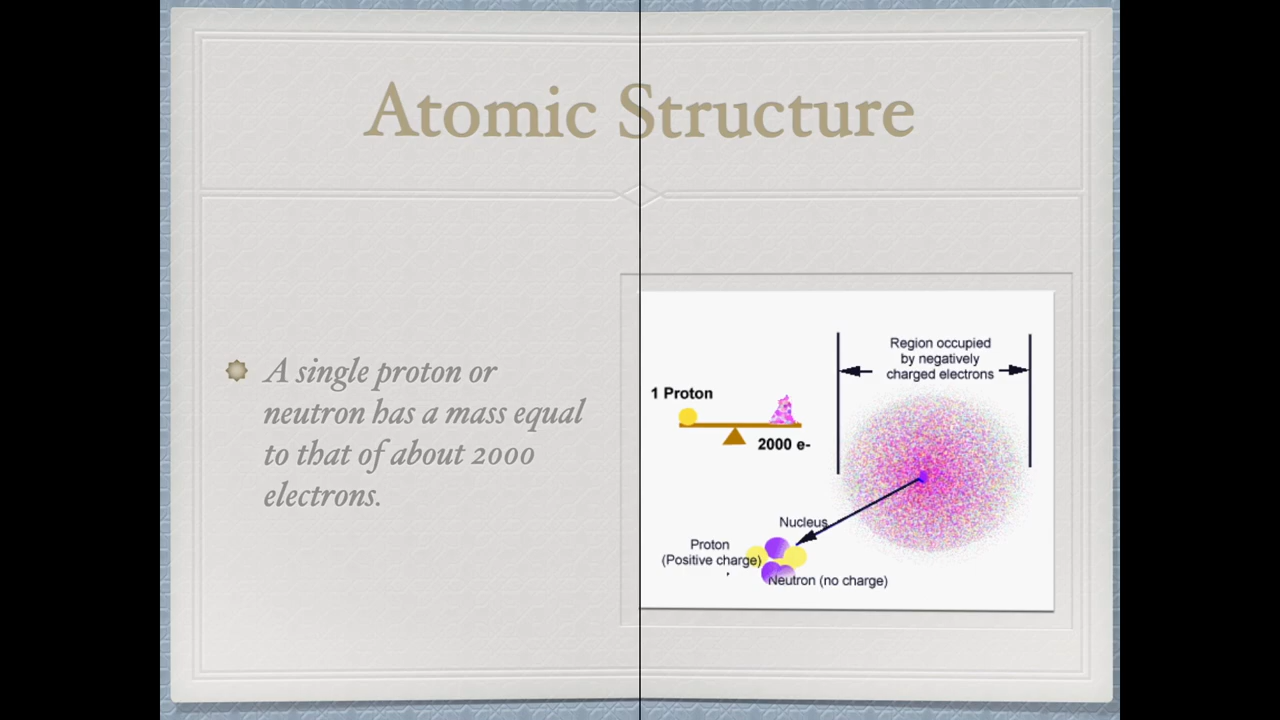 Atomic Structure
A single proton or
neutron has a mass equal
to that of about 2000
electrons.
Region occupied
by negatively
charged electrons
1 Proton
2000 e-
Nucleus
Proton
(Positive charge)
Neutron (no charge)